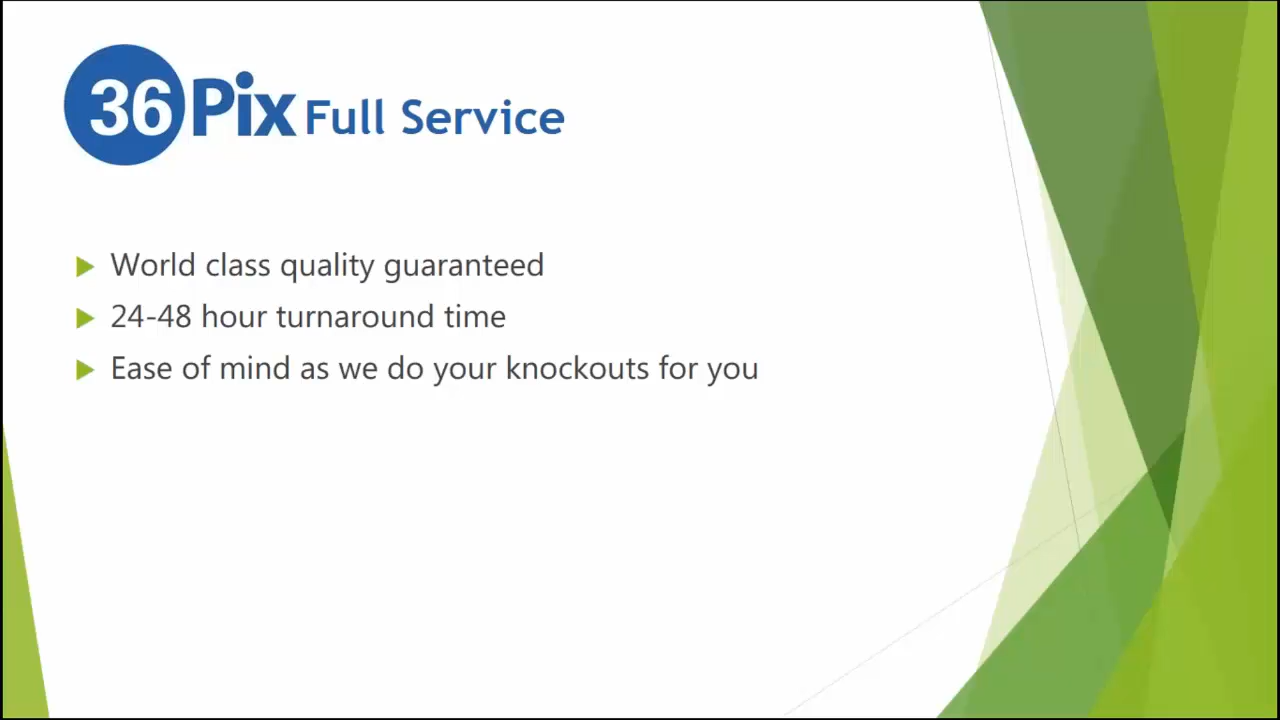 36Pix Full Service
World class quality guaranteed
24-48 hour turnaround time
Ease of mind as we do your knockouts for you